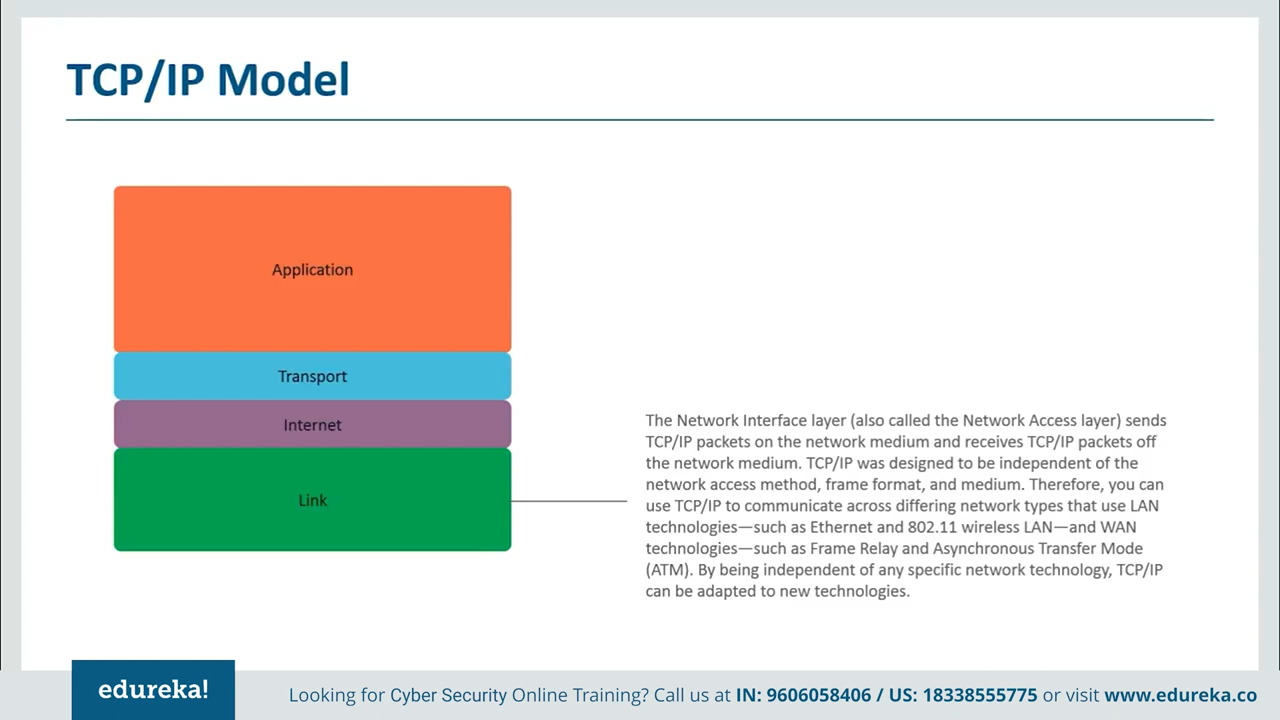 TCP/IP Model
Application
Transport
Internet
Link
The Network Interface layer (also called the Network Access layer) sends
TCP/IP packets on the network medium and receives TCP/IP packets off
the network medium. TCP/IP was designed to be independent of the
network access method, frame format, and medium. Therefore, you can
use TCP/IP to communicate across differing network types that use LAN
technologies—such as Ethernet and 802.11 wireless LAN—and WAN
technologies—such as Frame Relay and Asynchronous Transfer Mode
(ATM). By being independent of any specific network technology, TCP/IP
can be adapted to new technologies.
edureka!
Looking for Cyber Security Online Training? Call us at IN: 9606058406 / US: 18338555775 or visit www.edureka.co